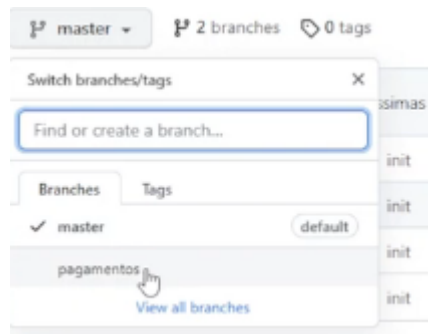 master 2 branches 0 tags
Switch branches/tags
ssimas
Find or create a branch...
init
Branches Tags
init
master default
init
pagamentos
init
View all branches